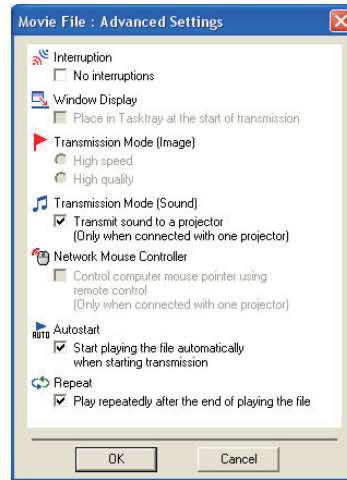 Movie File : Advanced Settings
Interruption
No interruptions
Window Display
Place in Tasktray at the start of transmission
Transmission Mode (Image)
High speed
High quality
Transmission Mode (Sound)
Transmit sound to a projector
(Only when connected with one projector)
Network Mouse Controller
Control computer mouse pointer using
remote control
(Only when connected with one projector)
AUTO Autostart
Start playing the file automatically
when starting transmission
Repeat
Play repeatedly after the end of playing the file
OK Cancel